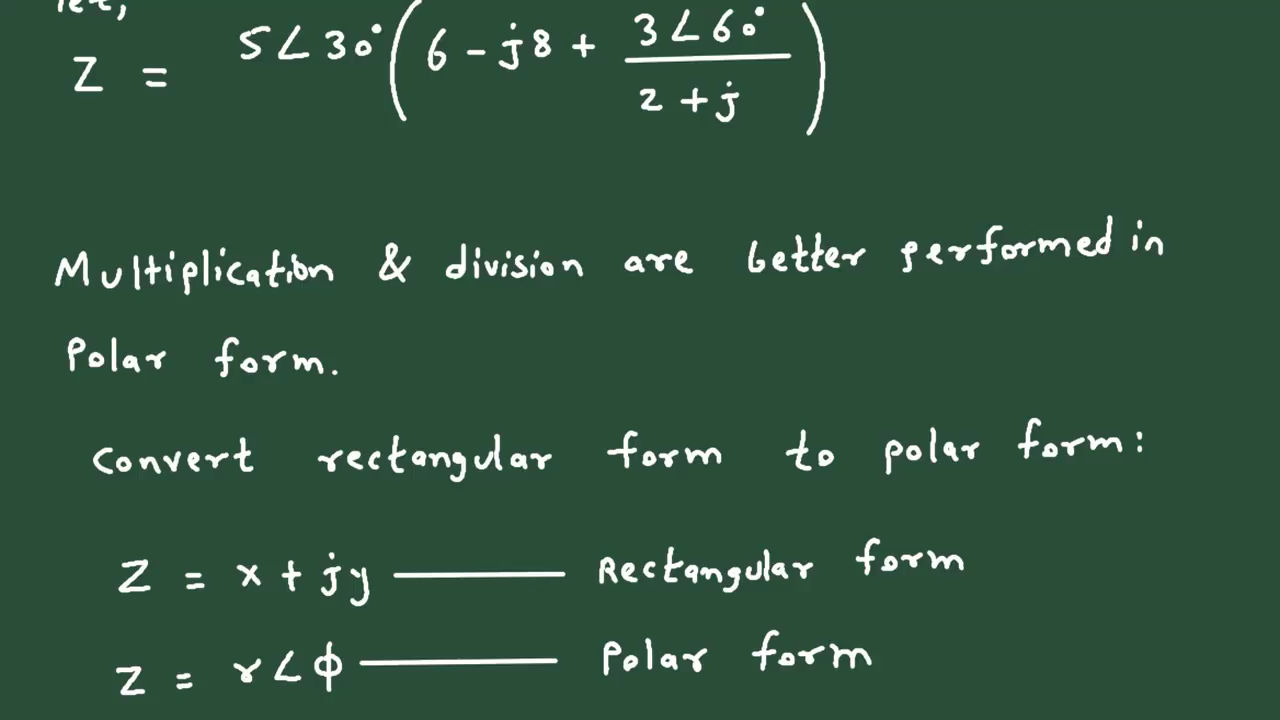 let,
Z = 5∠30°(6 - j8 + 3∠60° / 2 + j)
Multiplication & division are better performed in
Polar form.
Convert rectangular form to polar form:
Z = x + jy ——— Rectangular form
Z = r∠ϕ ——— Polar form